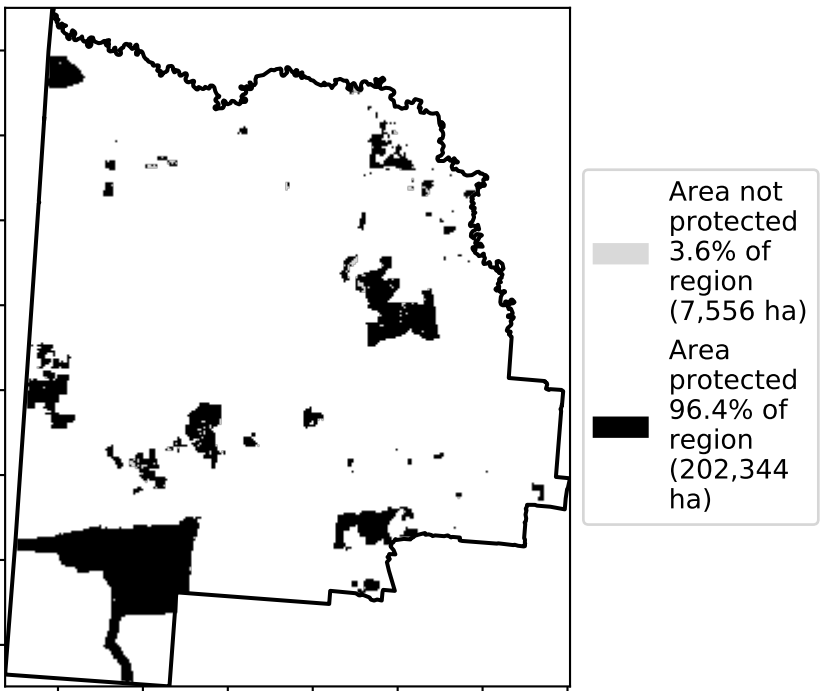 Area not
protected
3.6% of
region
(7,556 ha)
Area
protected
96.4% of
region
(202,344
ha)